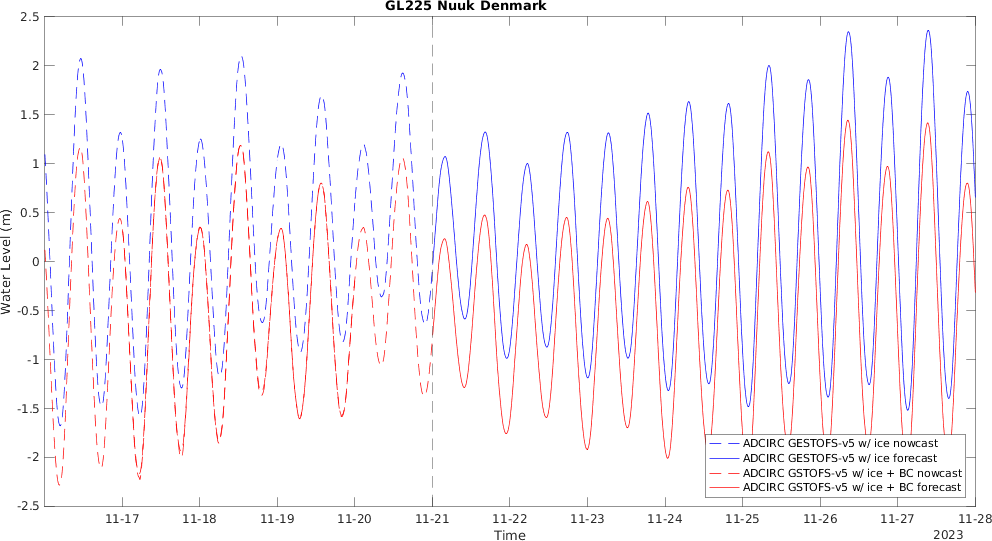 GL225 Nuuk Denmark
2.5
2
1.5
1
0.5
0
-0.5
-1
-1.5
-2
-2.5
Water Level (m)
ADCIRC GESTOFS-v5 w/ ice nowcast
ADCIRC GESTOFS-v5 w/ ice forecast
ADCIRC GSTOFS-v5 w/ ice + BC nowcast
ADCIRC GSTOFS-v5 w/ ice + BC forecast
11-17 11-18 11-19 11-20 11-21 11-22 11-23 11-24 11-25 11-26 11-27 11-28
Time
2023